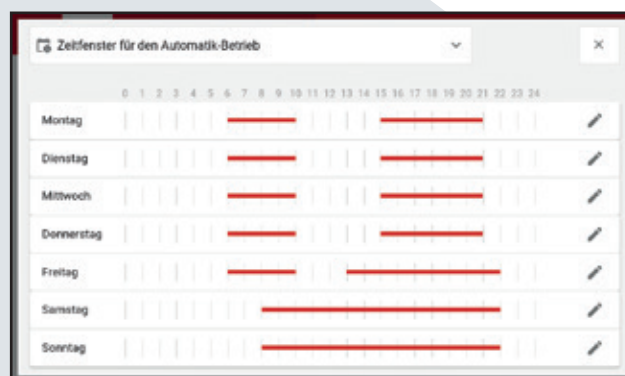 Zeitfenster für den Automatik-Betrieb
0 1 2 3 4 5 6 7 8 9 10 11 12 13 14 15 16 17 18 19 20 21 22 23 24
Montag
Dienstag
Mittwoch
Donnerstag
Freitag
Samstag
Sonntag